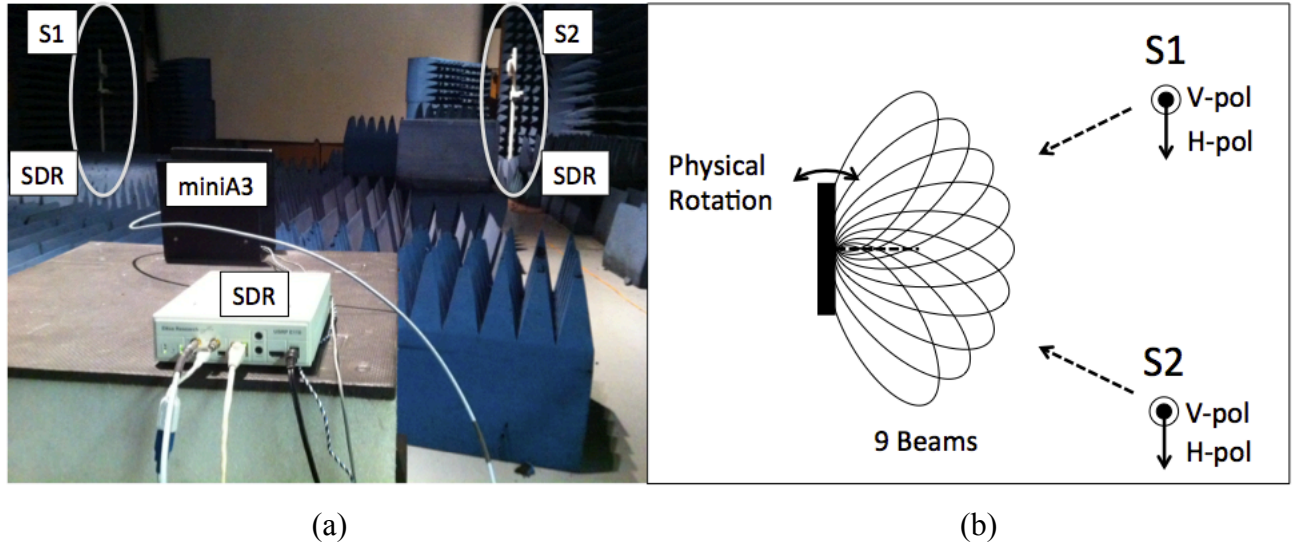 S1
S2
SDR
miniA3
SDR
SDR
Physical
Rotation
9 Beams
S1
V-pol
H-pol
S2
V-pol
H-pol
(a)
(b)